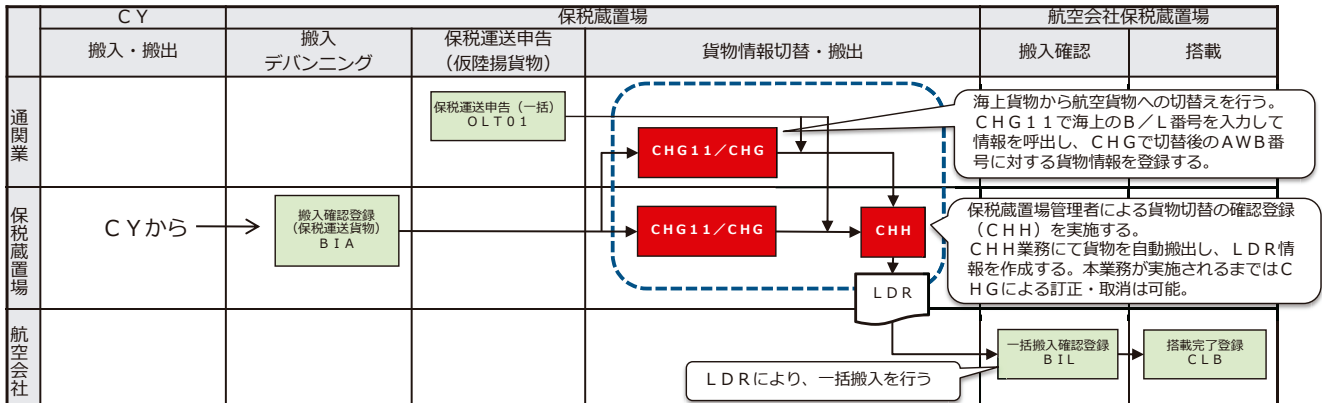 ＣＹ
保税蔵置場
航空会社保税蔵置場
搬入・搬出
搬入
デバンニング
保税運送申告
（仮陸揚貨物）
貨物情報切替・搬出
搬入確認
搭載
通関業
保税運送申告（一括）
ＯＬＴ０１
ＣＨＧ１１／ＣＨＧ
海上貨物から航空貨物への切替えを行う。
ＣＨＧ１１で海上のＢ／Ｌ番号を入力して
情報を呼出し、ＣＨＧで切替後のＡＷＢ番
号に対する貨物情報を登録する。
保税蔵置場
ＣＹから
搬入確認登録
（保税運送貨物）
ＢＩＡ
ＣＨＧ１１／ＣＨＧ
ＣＨＨ
保税蔵置場管理者による貨物切替の確認登録
（ＣＨＨ）を実施する。
ＣＨＨ業務にて貨物を自動搬出し、ＬＤＲ情
報を作成する。本業務が実施されるまではＣ
ＨＧによる訂正・取消は可能。
ＬＤＲ
航空会社
ＬＤＲにより、一括搬入を行う
一括搬入確認登録
ＢＩＬ
搭載完了登録
ＣＬＢ